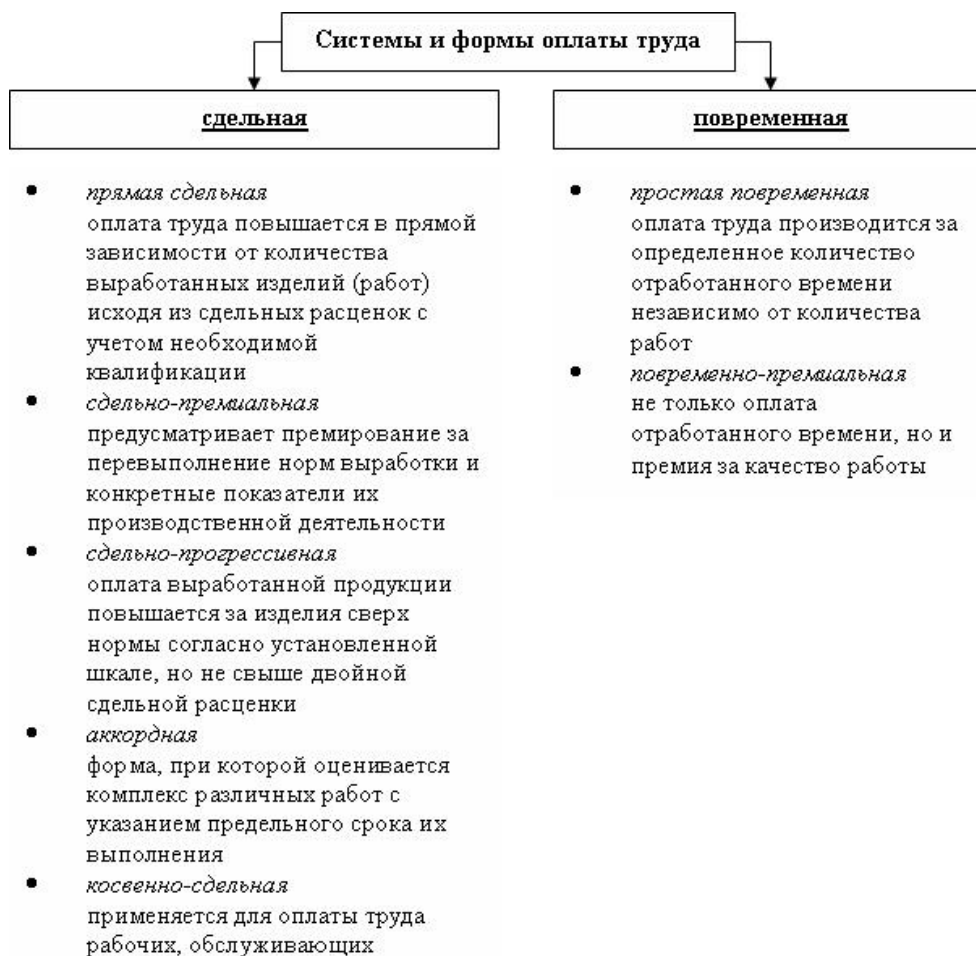 Системы и формы оплаты труда
сдельная
прямая сдельная
оплата труда повышается в прямой
зависимости от количества
выработанных изделий (работ)
исходя из сдельных расценок с
учетом необходимой
квалификации
сдельно-премиальная
предусматривает премирование за
перевыполнение норм выработки и
конкретные показатели их
производственной деятельности
сдельно-прогрессивная
оплата выработанной продукции
повышается за изделия сверх
нормы согласно установленной
шкале, но не свыше двойной
сдельной расценки
аккордная
форма, при которой оценивается
комплекс различных работ с
указанием предельного срока их
выполнения
косвенно-сдельная
применяется для оплаты труда
рабочих, обслуживающих
повременная
простая повременная
оплата труда производится за
определенное количество
отработанного времени
независимо от количества
работ
повременно-премиальная
не только оплата
отработанного времени, но и
премия за качество работы